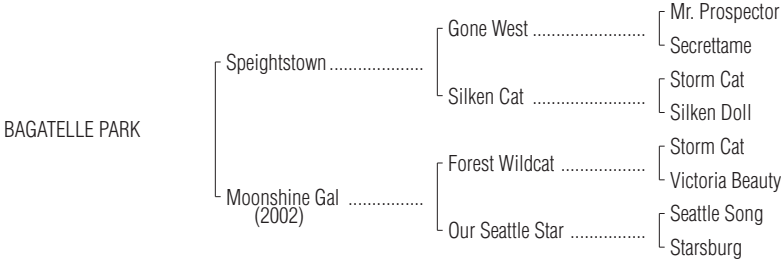 Mr. Prospector
Gone West ........................
Secrettame
Speightstown ....................
Storm Cat
Silken Cat ........................
Silken Doll
BAGATELLE PARK
Storm Cat
Forest Wildcat ..................
Victoria Beauty
Moonshine Gal ................
(2002)
Seattle Song
Our Seattle Star ................
Starsburg